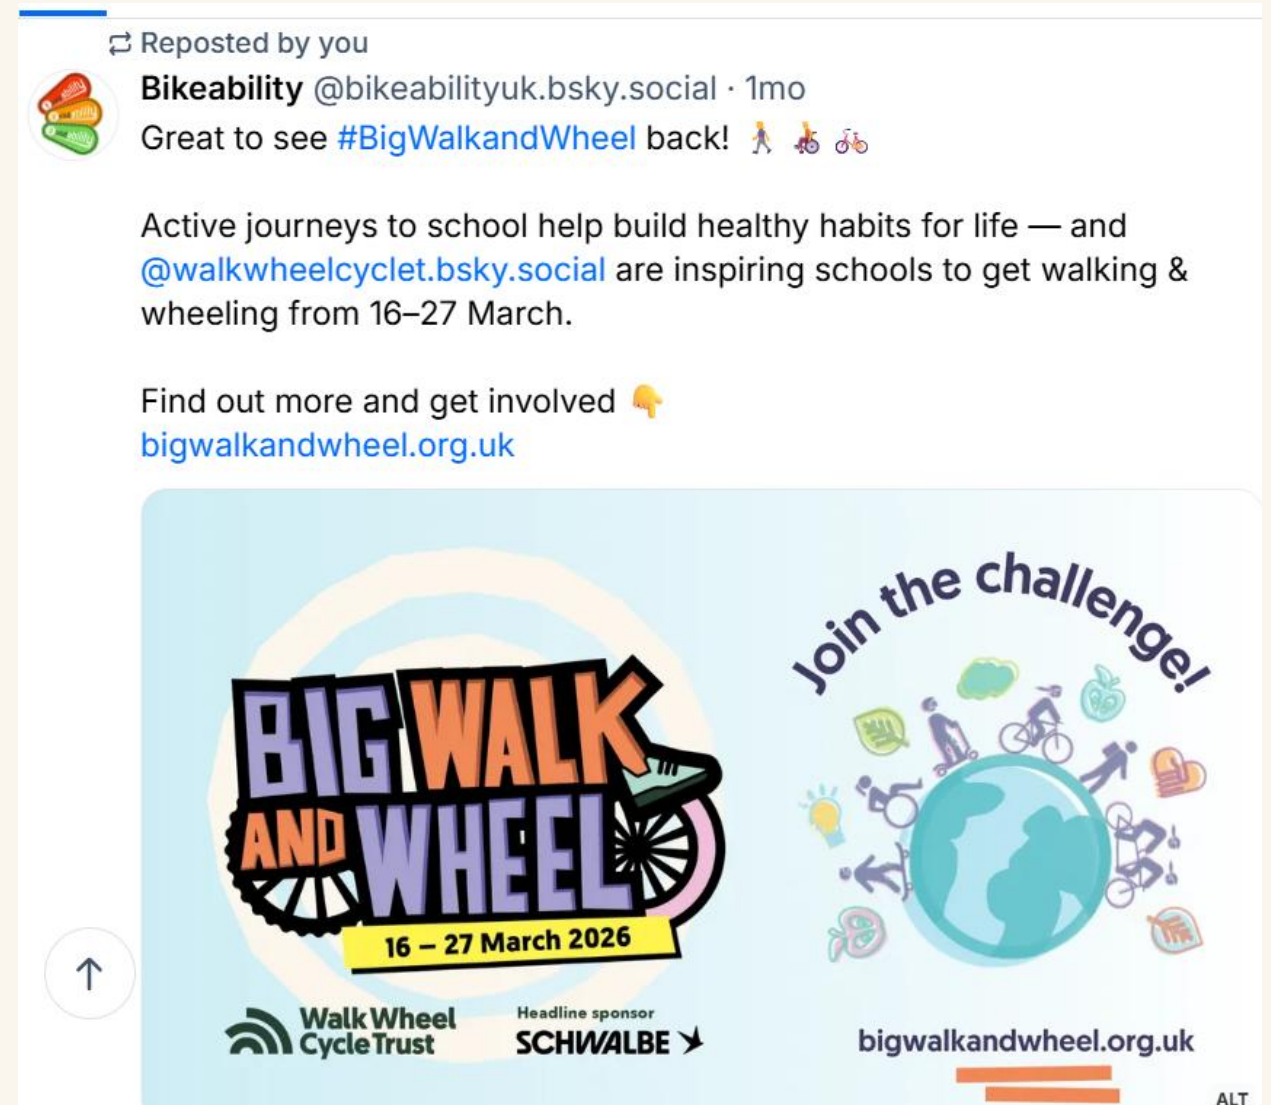 Reposted by you
Bikeability @bikeabilityuk.bsky.social · 1mo
Great to see #BigWalkandWheel back! 🚶 👩‍🦽 🚲
Active journeys to school help build healthy habits for life — and
@walkwheelcyclet.bsky.social are inspiring schools to get walking &
wheeling from 16–27 March.
Find out more and get involved 👇
bigwalkandwheel.org.uk
Join the challenge!
BIG WALK
AND WHEEL
16 – 27 March 2026
Walk Wheel
Cycle Trust
Headline sponsor
SCHWALBE
bigwalkandwheel.org.uk
ALT